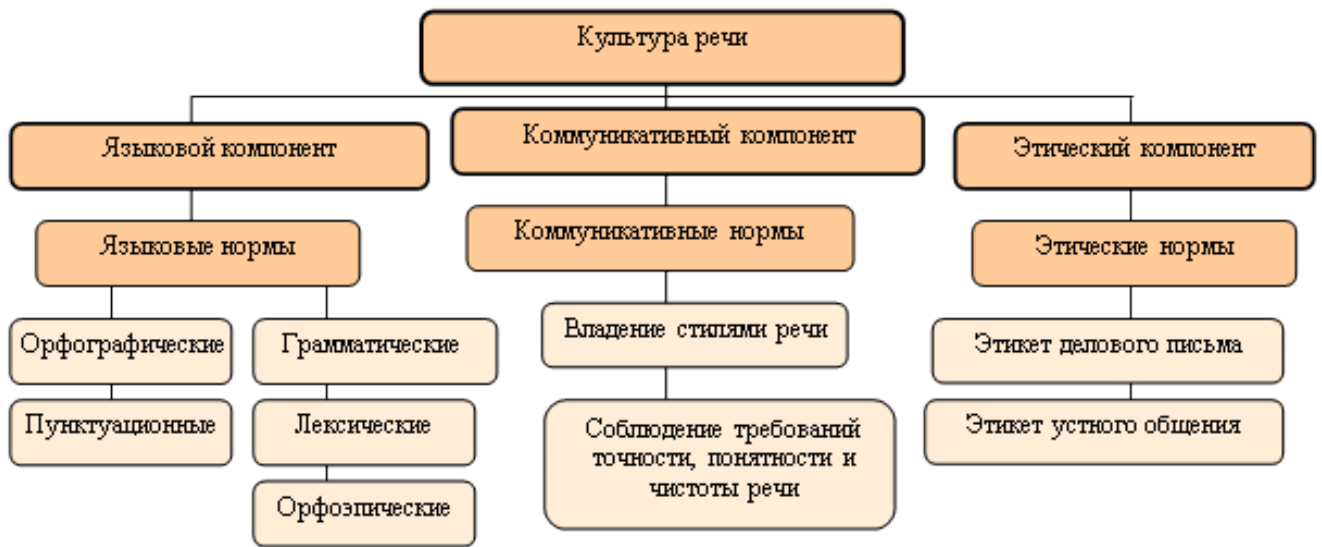 Культура речи
Языковой компонент
Коммуникативный компонент
Этический компонент
Языковые нормы
Коммуникативные нормы
Этические нормы
Орфографические
Грамматические
Владение стилями речи
Этикет делового письма
Пунктуационные
Лексические
Соблюдение требований
точности, понятности и
чистоты речи
Этикет устного общения
Орфоэпические